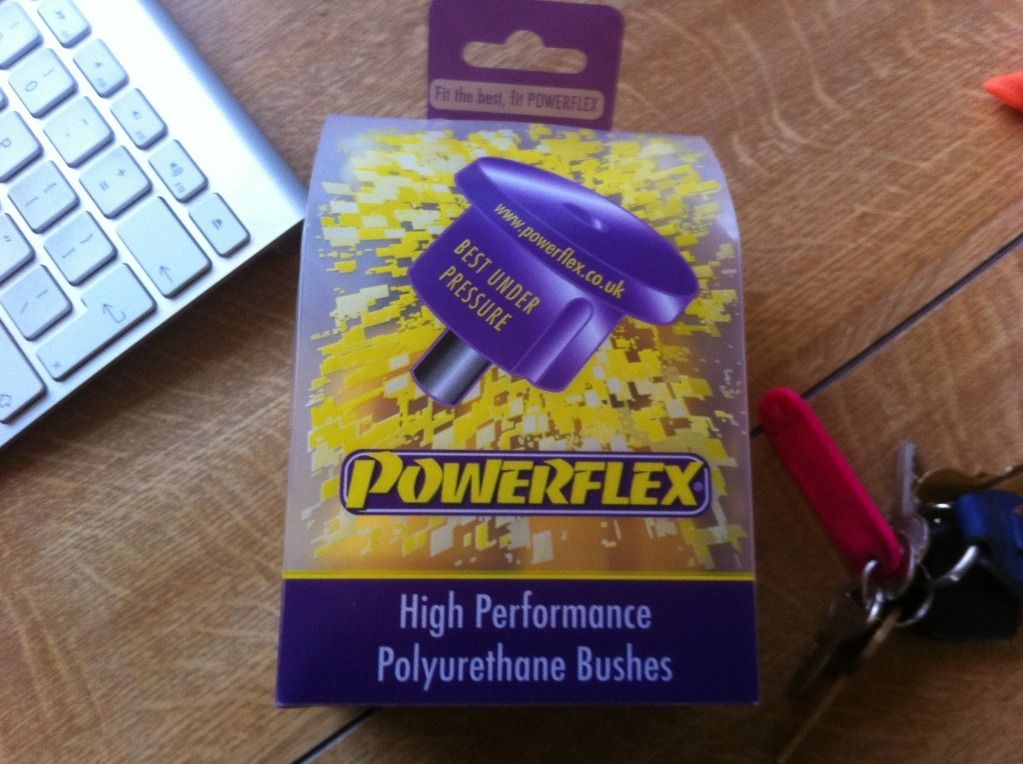 Fit the best, fit POWERFLEX
www.powerflex.co.uk
BEST UNDER
PRESSURE
POWERFLEX®
High Performance
Polyurethane Bushes